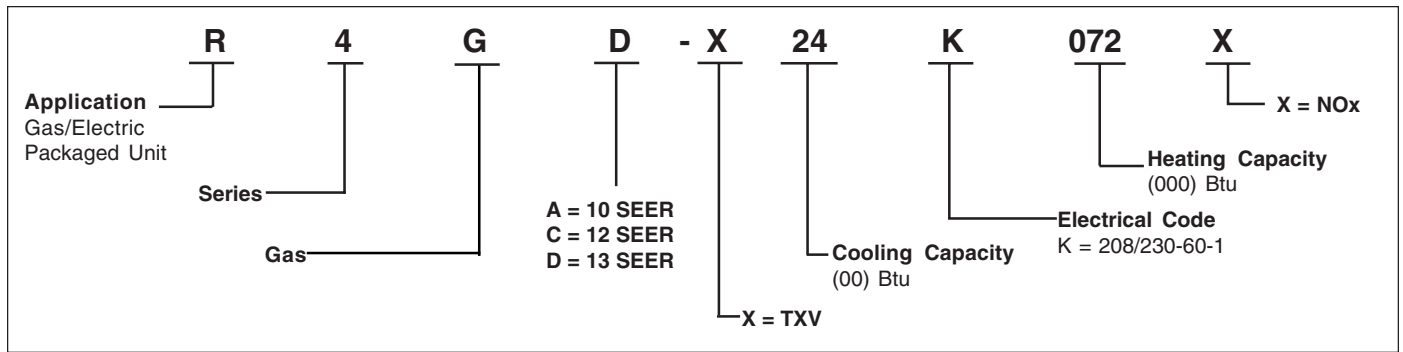 R 4 G D - X 24 K 072 X
Application
Gas/Electric
Packaged Unit
Series
Gas
A = 10 SEER
C = 12 SEER
D = 13 SEER
X = TXV
Cooling Capacity
(00) Btu
Electrical Code
K = 208/230-60-1
Heating Capacity
(000) Btu
X = NOx